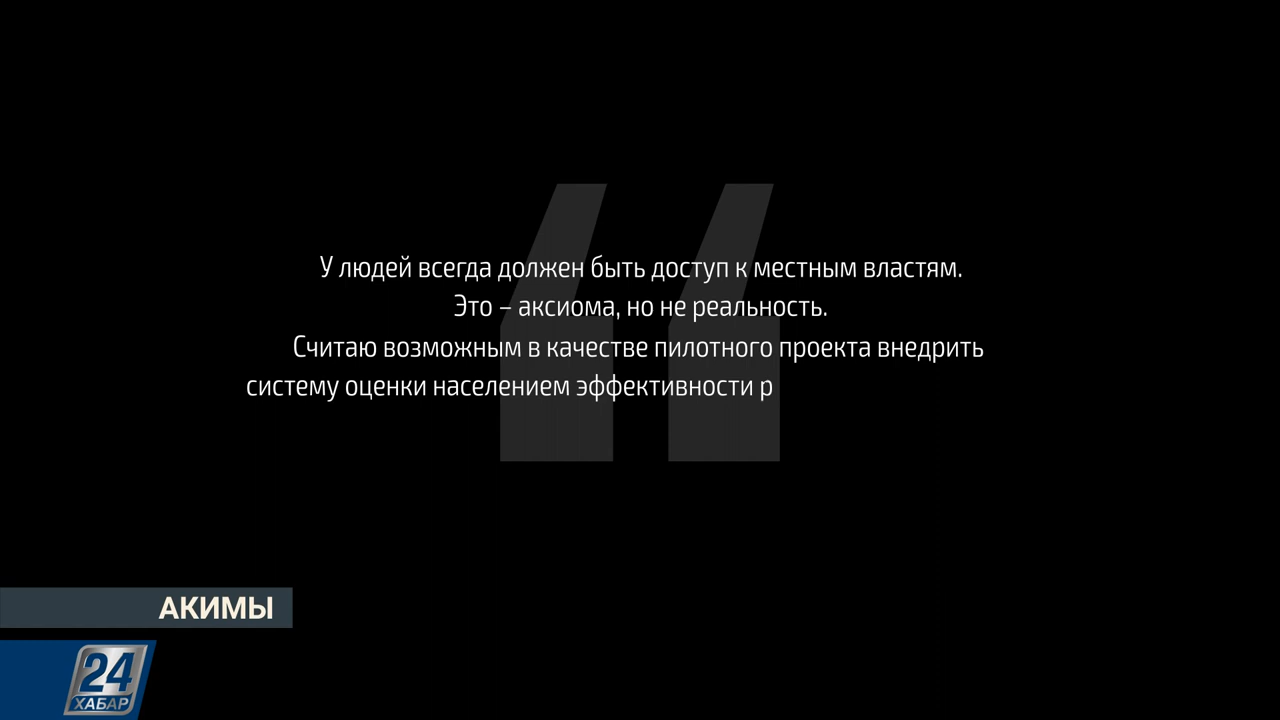 У людей всегда должен быть доступ к местным властям.
Это – аксиома, но не реальность.
Считаю возможным в качестве пилотного проекта внедрить
систему оценки населением эффективности р
АКИМЫ
24
ХАБАР